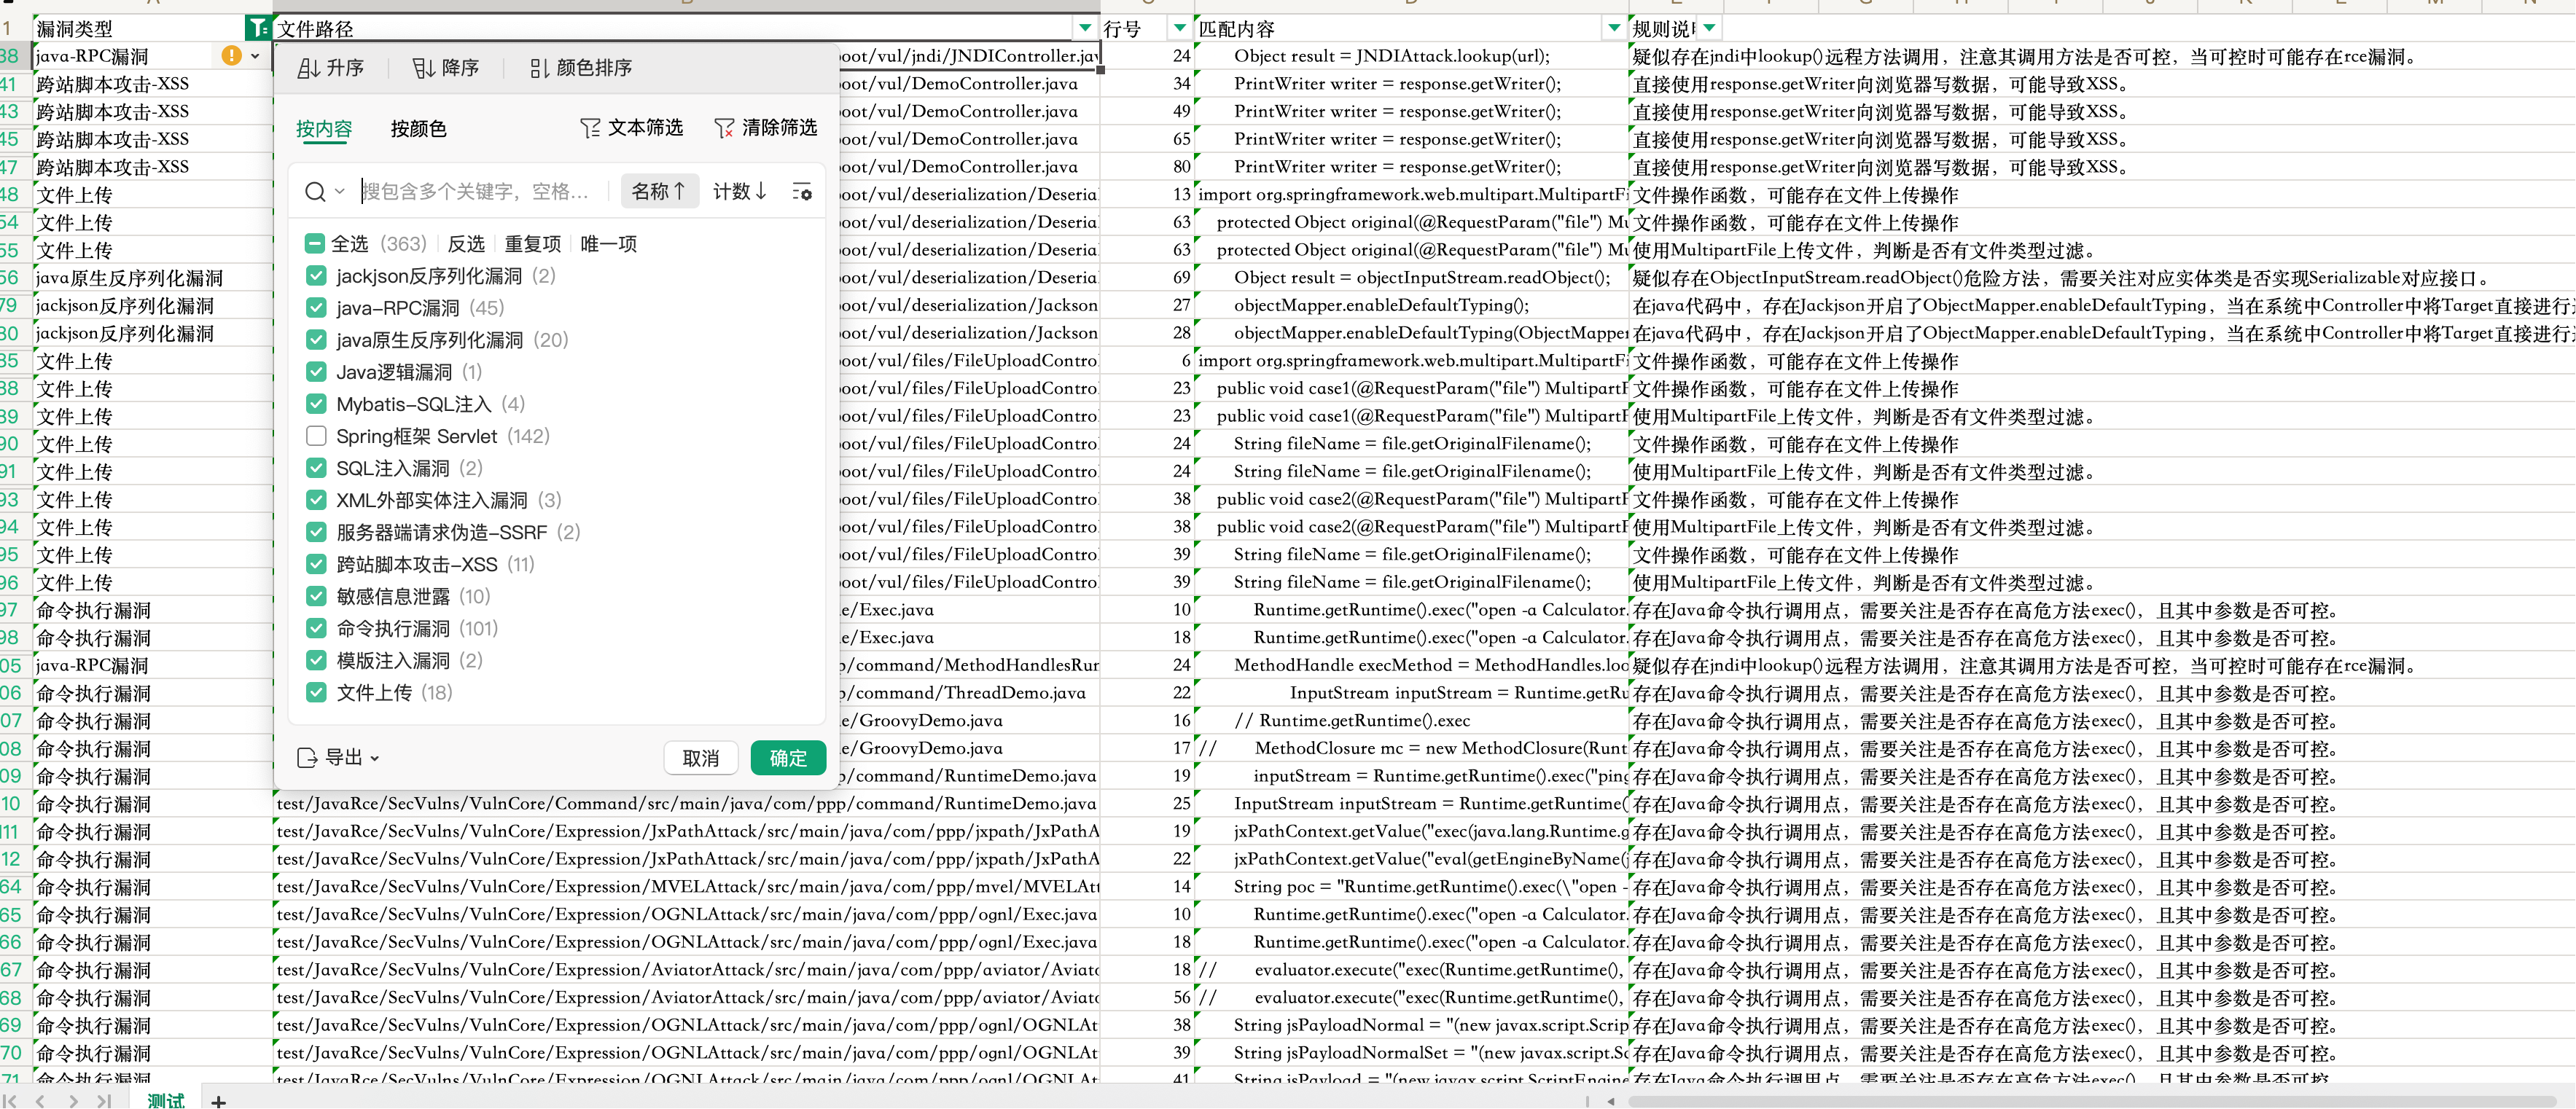 1 漏洞类型 文件路径 行号 匹配内容 规则说
38 java-RPC漏洞 oot/vul/jndi/JNDIController.jav 24 Object result = JNDIAttack.lookup(url); 疑似存在jndi中lookup()远程方法调用，注意其调用方法是否可控，当可控时可能存在rce漏洞。
41 跨站脚本攻击-XSS oot/vul/DemoController.java 34 PrintWriter writer = response.getWriter(); 直接使用response.getWriter向浏览器写数据，可能导致XSS。
43 跨站脚本攻击-XSS oot/vul/DemoController.java 49 PrintWriter writer = response.getWriter(); 直接使用response.getWriter向浏览器写数据，可能导致XSS。
45 跨站脚本攻击-XSS oot/vul/DemoController.java 65 PrintWriter writer = response.getWriter(); 直接使用response.getWriter向浏览器写数据，可能导致XSS。
47 跨站脚本攻击-XSS oot/vul/DemoController.java 80 PrintWriter writer = response.getWriter(); 直接使用response.getWriter向浏览器写数据，可能导致XSS。
48 文件上传 oot/vul/deserialization/Deseria 13 import org.springframework.web.multipart.MultipartFi 文件操作函数，可能存在文件上传操作
54 文件上传 oot/vul/deserialization/Deseria 63 protected Object original(@RequestParam("file") Mu 文件操作函数，可能存在文件上传操作
55 文件上传 oot/vul/deserialization/Deseria 63 protected Object original(@RequestParam("file") Mu 使用MultipartFile上传文件，判断是否有文件类型过滤。
56 java原生反序列化漏洞 oot/vul/deserialization/Deseria 69 Object result = objectInputStream.readObject(); 疑似存在ObjectInputStream.readObject()危险方法，需要关注对应实体类是否实现Serializable对应接口。
79 jackjson反序列化漏洞 oot/vul/deserialization/Jackson 27 objectMapper.enableDefaultTyping(); 在java代码中，存在Jackjson开启了ObjectMapper.enableDefaultTyping，当在系统中Controller中将Target直接进行
80 jackjson反序列化漏洞 oot/vul/deserialization/Jackson 28 objectMapper.enableDefaultTyping(ObjectMapper 在java代码中，存在Jackjson开启了ObjectMapper.enableDefaultTyping，当在系统中Controller中将Target直接进行
85 文件上传 oot/vul/files/FileUploadContro 6 import org.springframework.web.multipart.MultipartFi 文件操作函数，可能存在文件上传操作
88 文件上传 oot/vul/files/FileUploadContro 23 public void case1(@RequestParam("file") MultipartF 文件操作函数，可能存在文件上传操作
89 文件上传 oot/vul/files/FileUploadContro 23 public void case1(@RequestParam("file") MultipartF 使用MultipartFile上传文件，判断是否有文件类型过滤。
90 文件上传 oot/vul/files/FileUploadContro 24 String fileName = file.getOriginalFilename(); 文件操作函数，可能存在文件上传操作
91 文件上传 oot/vul/files/FileUploadContro 24 String fileName = file.getOriginalFilename(); 使用MultipartFile上传文件，判断是否有文件类型过滤。
93 文件上传 oot/vul/files/FileUploadContro 38 public void case2(@RequestParam("file") MultipartF 文件操作函数，可能存在文件上传操作
94 文件上传 oot/vul/files/FileUploadContro 38 public void case2(@RequestParam("file") MultipartF 使用MultipartFile上传文件，判断是否有文件类型过滤。
95 文件上传 oot/vul/files/FileUploadContro 39 String fileName = file.getOriginalFilename(); 文件操作函数，可能存在文件上传操作
96 文件上传 oot/vul/files/FileUploadContro 39 String fileName = file.getOriginalFilename(); 使用MultipartFile上传文件，判断是否有文件类型过滤。
97 命令执行漏洞 e/Exec.java 10 Runtime.getRuntime().exec("open -a Calculator. 存在Java命令执行调用点，需要关注是否存在高危方法exec()，且其中参数是否可控。
98 命令执行漏洞 e/Exec.java 18 Runtime.getRuntime().exec("open -a Calculator. 存在Java命令执行调用点，需要关注是否存在高危方法exec()，且其中参数是否可控。
05 java-RPC漏洞 p/command/MethodHandlesRun 24 MethodHandle execMethod = MethodHandles.loo 疑似存在jndi中lookup()远程方法调用，注意其调用方法是否可控，当可控时可能存在rce漏洞。
06 命令执行漏洞 p/command/ThreadDemo.java 22 InputStream inputStream = Runtime.getRu 存在Java命令执行调用点，需要关注是否存在高危方法exec()，且其中参数是否可控。
07 命令执行漏洞 e/GroovyDemo.java 16 // Runtime.getRuntime().exec 存在Java命令执行调用点，需要关注是否存在高危方法exec()，且其中参数是否可控。
08 命令执行漏洞 e/GroovyDemo.java 17 // MethodClosure mc = new MethodClosure(Runt 存在Java命令执行调用点，需要关注是否存在高危方法exec()，且其中参数是否可控。
09 命令执行漏洞 p/command/RuntimeDemo.java 19 inputStream = Runtime.getRuntime().exec("ping 存在Java命令执行调用点，需要关注是否存在高危方法exec()，且其中参数是否可控。
10 命令执行漏洞 test/JavaRce/SecVulns/VulnCore/Command/src/main/java/com/ppp/command/RuntimeDemo.java 25 InputStream inputStream = Runtime.getRuntime( 存在Java命令执行调用点，需要关注是否存在高危方法exec()，且其中参数是否可控。
111 命令执行漏洞 test/JavaRce/SecVulns/VulnCore/Expression/JxPathAttack/src/main/java/com/ppp/jxpath/JxPathA 19 jxPathContext.getValue("exec(java.lang.Runtime.g 存在Java命令执行调用点，需要关注是否存在高危方法exec()，且其中参数是否可控。
12 命令执行漏洞 test/JavaRce/SecVulns/VulnCore/Expression/JxPathAttack/src/main/java/com/ppp/jxpath/JxPathA 22 jxPathContext.getValue("eval(getEngineByName(j 存在Java命令执行调用点，需要关注是否存在高危方法exec()，且其中参数是否可控。
64 命令执行漏洞 test/JavaRce/SecVulns/VulnCore/Expression/MVELAttack/src/main/java/com/ppp/mvel/MVELAtt 14 String poc = "Runtime.getRuntime().exec(\"open - 存在Java命令执行调用点，需要关注是否存在高危方法exec()，且其中参数是否可控。
65 命令执行漏洞 test/JavaRce/SecVulns/VulnCore/Expression/OGNLAttack/src/main/java/com/ppp/ognl/Exec.java 10 Runtime.getRuntime().exec("open -a Calculator. 存在Java命令执行调用点，需要关注是否存在高危方法exec()，且其中参数是否可控。
66 命令执行漏洞 test/JavaRce/SecVulns/VulnCore/Expression/OGNLAttack/src/main/java/com/ppp/ognl/Exec.java 18 Runtime.getRuntime().exec("open -a Calculator. 存在Java命令执行调用点，需要关注是否存在高危方法exec()，且其中参数是否可控。
67 命令执行漏洞 test/JavaRce/SecVulns/VulnCore/Expression/AviatorAttack/src/main/java/com/ppp/aviator/Aviato 18 // evaluator.execute("exec(Runtime.getRuntime(), 存在Java命令执行调用点，需要关注是否存在高危方法exec()，且其中参数是否可控。
68 命令执行漏洞 test/JavaRce/SecVulns/VulnCore/Expression/AviatorAttack/src/main/java/com/ppp/aviator/Aviato 56 // evaluator.execute("exec(Runtime.getRuntime(), 存在Java命令执行调用点，需要关注是否存在高危方法exec()，且其中参数是否可控。
69 命令执行漏洞 test/JavaRce/SecVulns/VulnCore/Expression/OGNLAttack/src/main/java/com/ppp/ognl/OGNLAt 38 String jsPayloadNormal = "(new javax.script.Scrip 存在Java命令执行调用点，需要关注是否存在高危方法exec()，且其中参数是否可控。
70 命令执行漏洞 test/JavaRce/SecVulns/VulnCore/Expression/OGNLAttack/src/main/java/com/ppp/ognl/OGNLAt 39 String jsPayloadNormalSet = "(new javax.script.Sc 存在Java命令执行调用点，需要关注是否存在高危方法exec()，且其中参数是否可控。
71 命令执行漏洞 test/JavaRce/SecVulns/VulnCore/Expression/OGNLAttack/src/main/java/com/ppp/ognl/OGNLAt 41 String jsPayload = "(new javax.script.ScriptEngine 存在Java命令执行调用点，需要关注是否存在高危方法exec()，且其中参数是否可控。
升序 降序 颜色排序
按内容 按颜色 文本筛选 清除筛选
搜包含多个关键字，空格... 名称↑ 计数↓
全选 (363) 反选 重复项 唯一项
jackjson反序列化漏洞 (2)
java-RPC漏洞 (45)
java原生反序列化漏洞 (20)
Java逻辑漏洞 (1)
Mybatis-SQL注入 (4)
Spring框架 Servlet (142)
SQL注入漏洞 (2)
XML外部实体注入漏洞 (3)
服务器端请求伪造-SSRF (2)
跨站脚本攻击-XSS (11)
敏感信息泄露 (10)
命令执行漏洞 (101)
模版注入漏洞 (2)
文件上传 (18)
导出 取消 确定
测试 +